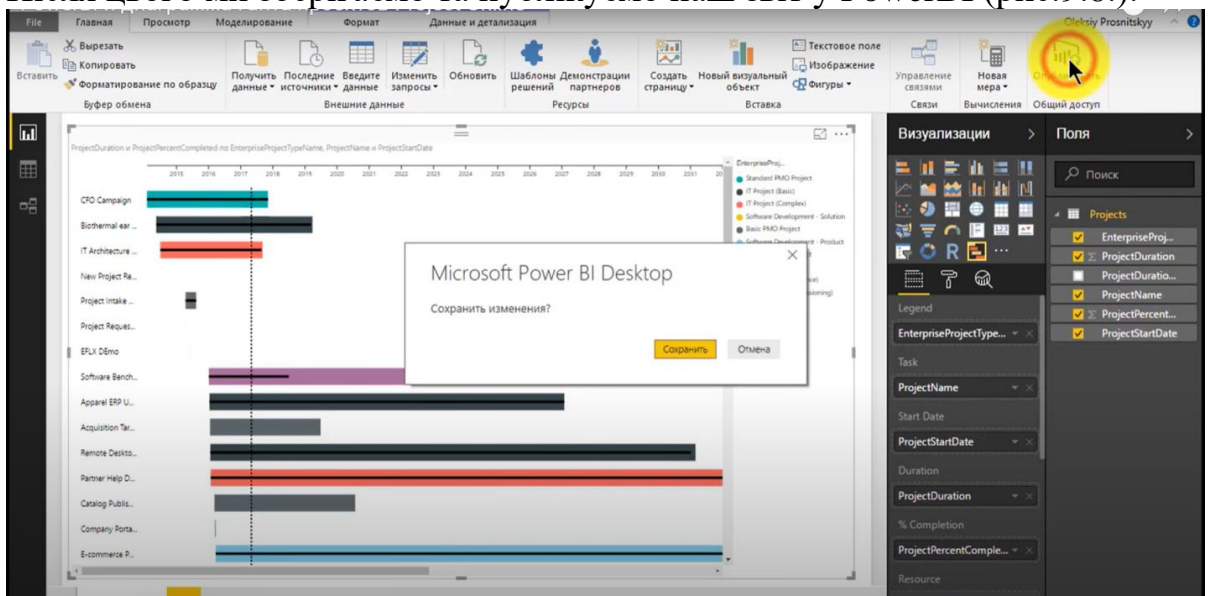 File Главная Просмотр Моделирование Формат Данные и детализация Oleksiy Prosnitskyy
Вставить
Вырезать
Копировать
Форматирование по образцу
Буфер обмена
Получить данные
Последние источники
Введите данные
Изменить запросы
Обновить
Внешние данные
Шаблоны решений
Демонстрации партнеров
Ресурсы
Создать страницу
Новый визуальный объект
Текстовое поле
Изображение
Фигуры
Вставка
Управление связями
Связи
Новая мера
Вычисления
Общий доступ
ProjectDuration и ProjectPercentCompleted по EnterpriseProjectTypeName, ProjectName и ProjectStartDate
2015 2016 2017 2018 2019 2020 2021 2022 2023 2024 2025 2026 2027 2028 2029 2030 2031 20
EnterpriseProj...
Standard PMO Project
IT Project (Basic)
IT Project (Complex)
Software Development - Solution
Basic PMO Project
Software Development - Product
CFO Campaign
Biothermal ear ...
IT Architecture ...
New Project Re...
Project Intake ...
Project Reques...
EFLX DEmo
Software Bench...
Apparel ERP U...
Acquisition Tar...
Remote Deskto...
Partner Help D...
Catalog Publis...
Company Porta...
E-commerce P...
Microsoft Power BI Desktop
Сохранить изменения?
Сохранить Отмена
Визуализации
Legend
EnterpriseProjectType...
Task
ProjectName
Start Date
ProjectStartDate
Duration
ProjectDuration
% Completion
ProjectPercentComple...
Resource
Поля
Поиск
Projects
EnterpriseProj...
ProjectDuration
ProjectDuratio...
ProjectName
ProjectPercent...
ProjectStartDate